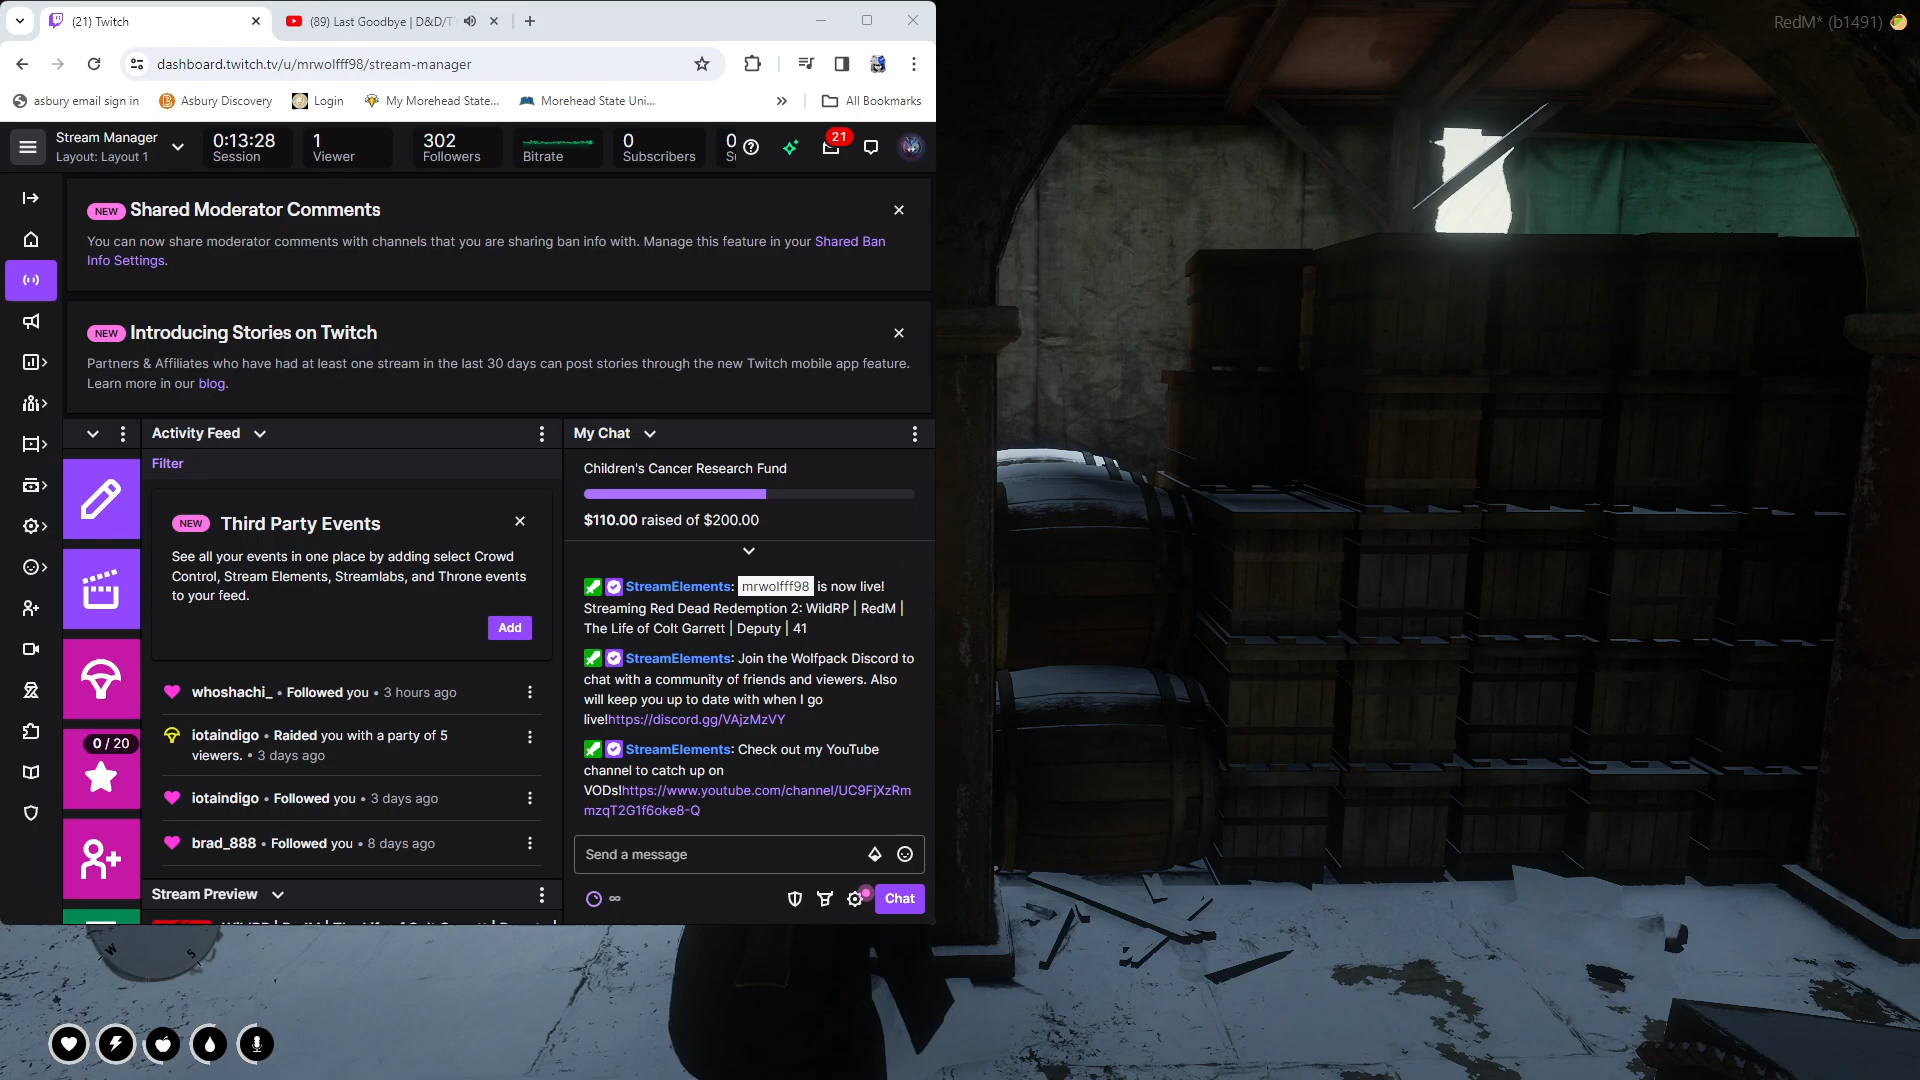 (21) Twitch
(89) Last Goodbye | D&D/T
RedM* (b1491)
dashboard.twitch.tv/u/mrwolfff98/stream-manager
asbury email sign in
Asbury Discovery
Login
My Morehead State...
Morehead State Uni...
All Bookmarks
Stream Manager
Layout: Layout 1
0:13:28
Session
1
Viewer
302
Followers
Bitrate
0
Subscribers
0
Su
21
NEW Shared Moderator Comments
You can now share moderator comments with channels that you are sharing ban info with. Manage this feature in your Shared Ban
Info Settings.
NEW Introducing Stories on Twitch
Partners & Affiliates who have had at least one stream in the last 30 days can post stories through the new Twitch mobile app feature.
Learn more in our blog.
Activity Feed
Filter
NEW Third Party Events
See all your events in one place by adding select Crowd
Control, Stream Elements, Streamlabs, and Throne events
to your feed.
Add
0 / 20
whoshachi_ • Followed you • 3 hours ago
iotaindigo • Raided you with a party of 5
viewers. • 3 days ago
iotaindigo • Followed you • 3 days ago
brad_888 • Followed you • 8 days ago
Stream Preview
WildRP | RedM | The Life of Colt Garrett | Deputy |
My Chat
Children's Cancer Research Fund
$110.00 raised of $200.00
StreamElements: mrwolfff98 is now live!
Streaming Red Dead Redemption 2: WildRP | RedM |
The Life of Colt Garrett | Deputy | 41
StreamElements: Join the Wolfpack Discord to
chat with a community of friends and viewers. Also
will keep you up to date with when I go
live!https://discord.gg/VAjzMzVY
StreamElements: Check out my YouTube
channel to catch up on
VODs!https://www.youtube.com/channel/UC9FjXzRm
mzqT2G1f6oke8-Q
Send a message
Chat
W
S